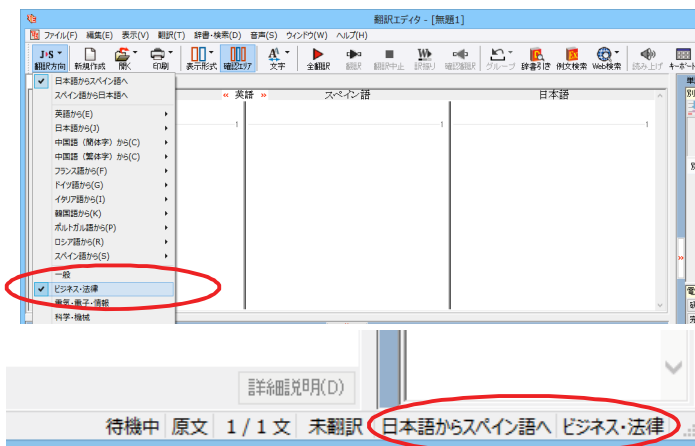 翻訳エディタ - [無題1]
ファイル(F) 編集(E) 表示(V) 翻訳(T) 辞書・検索(D) 音声(S) ウィンドウ(W) ヘルプ(H)
J▸S
翻訳方向 新規作成 開く 印刷 表示形式 確認エリア 文字 全翻訳 翻訳 翻訳中止 訳振り 確認翻訳 グループ 辞書引き 例文検索 Web検索 読み上げ キーボード
« 英語 » スペイン語 日本語
1 1 1
日本語からスペイン語へ
スペイン語から日本語へ
英語から(E)
日本語から(J)
中国語（簡体字）から(C)
中国語（繁体字）から(C)
フランス語から(F)
ドイツ語から(G)
イタリア語から(I)
韓国語から(K)
ポルトガル語から(P)
ロシア語から(R)
スペイン語から(S)
一般
ビジネス・法律
電気・電子・情報
科学・機械
詳細説明(D)
待機中 原文 1 / 1 文 未翻訳 日本語からスペイン語へ ビジネス・法律